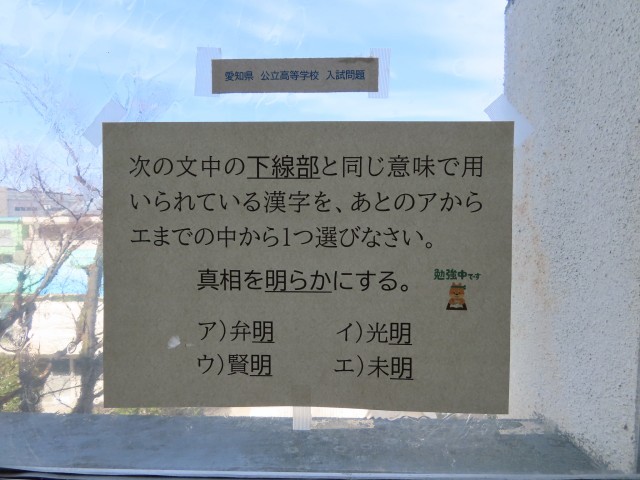 愛知県 公立高等学校 入試問題
次の文中の下線部と同じ意味で用
いられている漢字を、あとのアから
エまでの中から1つ選びなさい。
真相を明らかにする。
勉強中です
ア)弁明 イ)光明
ウ)賢明 エ)未明